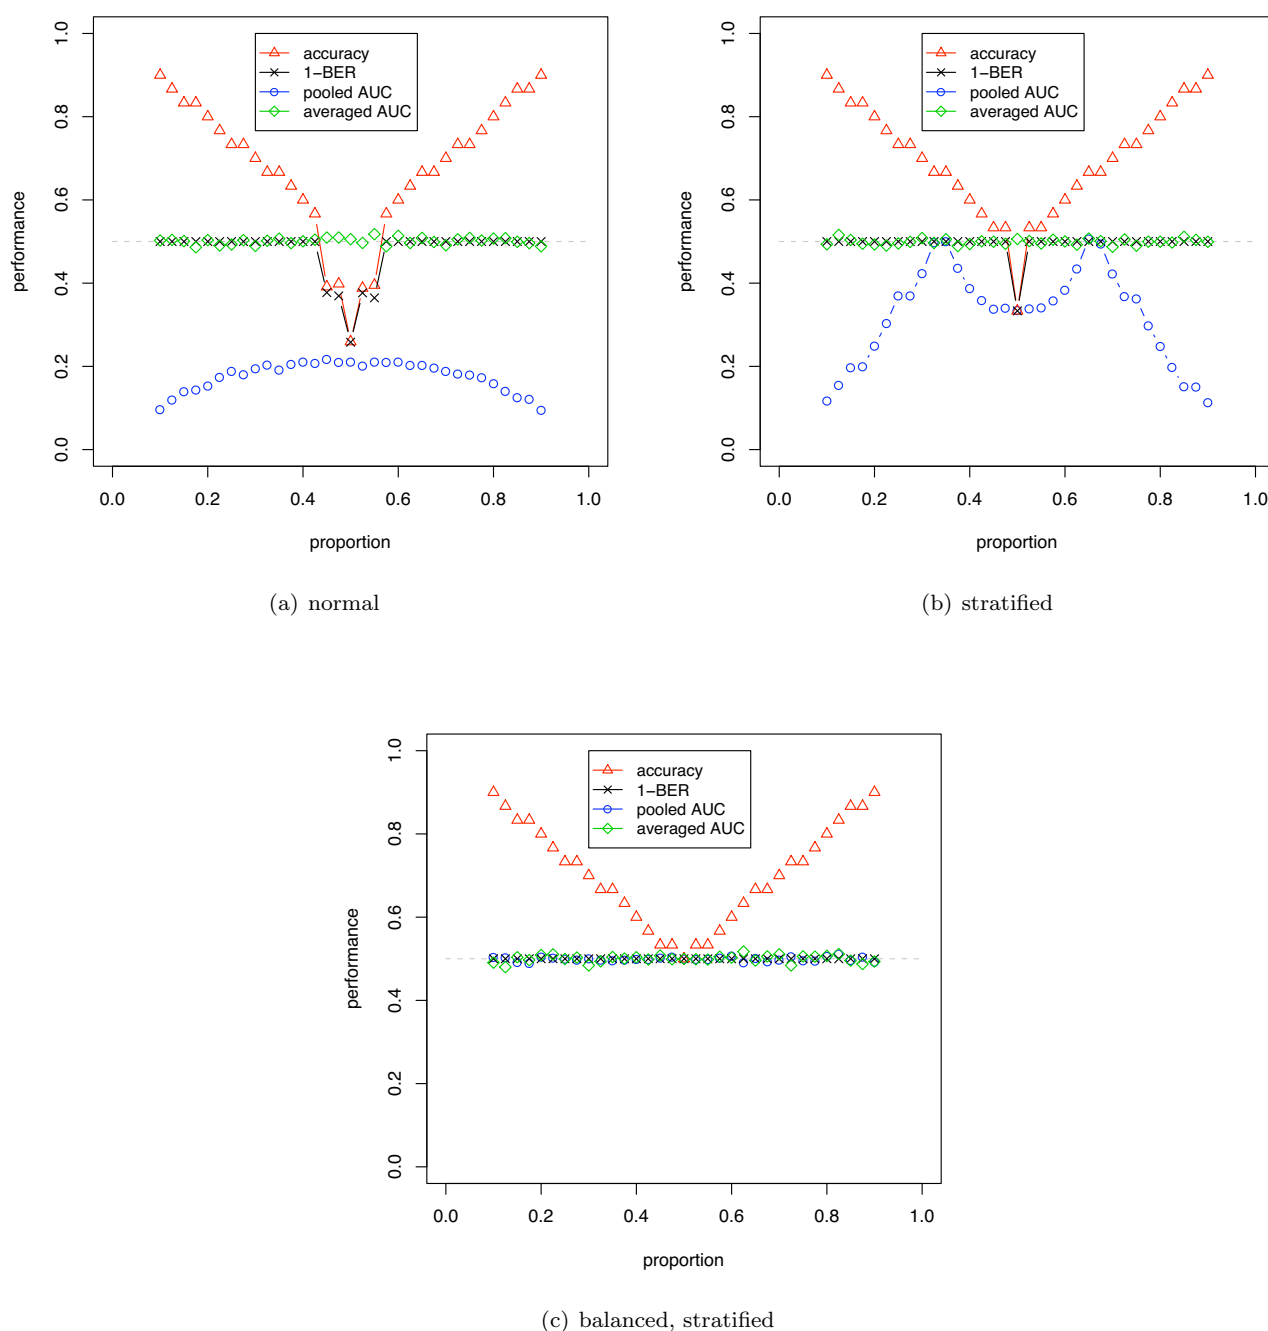 1.0
0.8
0.6
0.4
0.2
0.0
performance
accuracy
1−BER
pooled AUC
averaged AUC
0.0 0.2 0.4 0.6 0.8 1.0
proportion
(a) normal
1.0
0.8
0.6
0.4
0.2
0.0
performance
accuracy
1−BER
pooled AUC
averaged AUC
0.0 0.2 0.4 0.6 0.8 1.0
proportion
(b) stratified
1.0
0.8
0.6
0.4
0.2
0.0
performance
accuracy
1−BER
pooled AUC
averaged AUC
0.0 0.2 0.4 0.6 0.8 1.0
proportion
(c) balanced, stratified